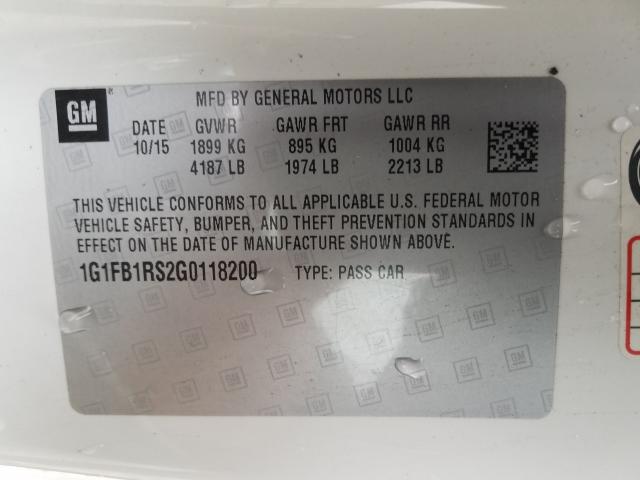 GM
MFD BY GENERAL MOTORS LLC
DATE GVWR GAWR FRT GAWR RR
10/15 1899 KG 895 KG 1004 KG
4187 LB 1974 LB 2213 LB
THIS VEHICLE CONFORMS TO ALL APPLICABLE U.S. FEDERAL MOTOR
VEHICLE SAFETY, BUMPER, AND THEFT PREVENTION STANDARDS IN
EFFECT ON THE DATE OF MANUFACTURE SHOWN ABOVE.
1G1FB1RS2G0118200 TYPE: PASS CAR